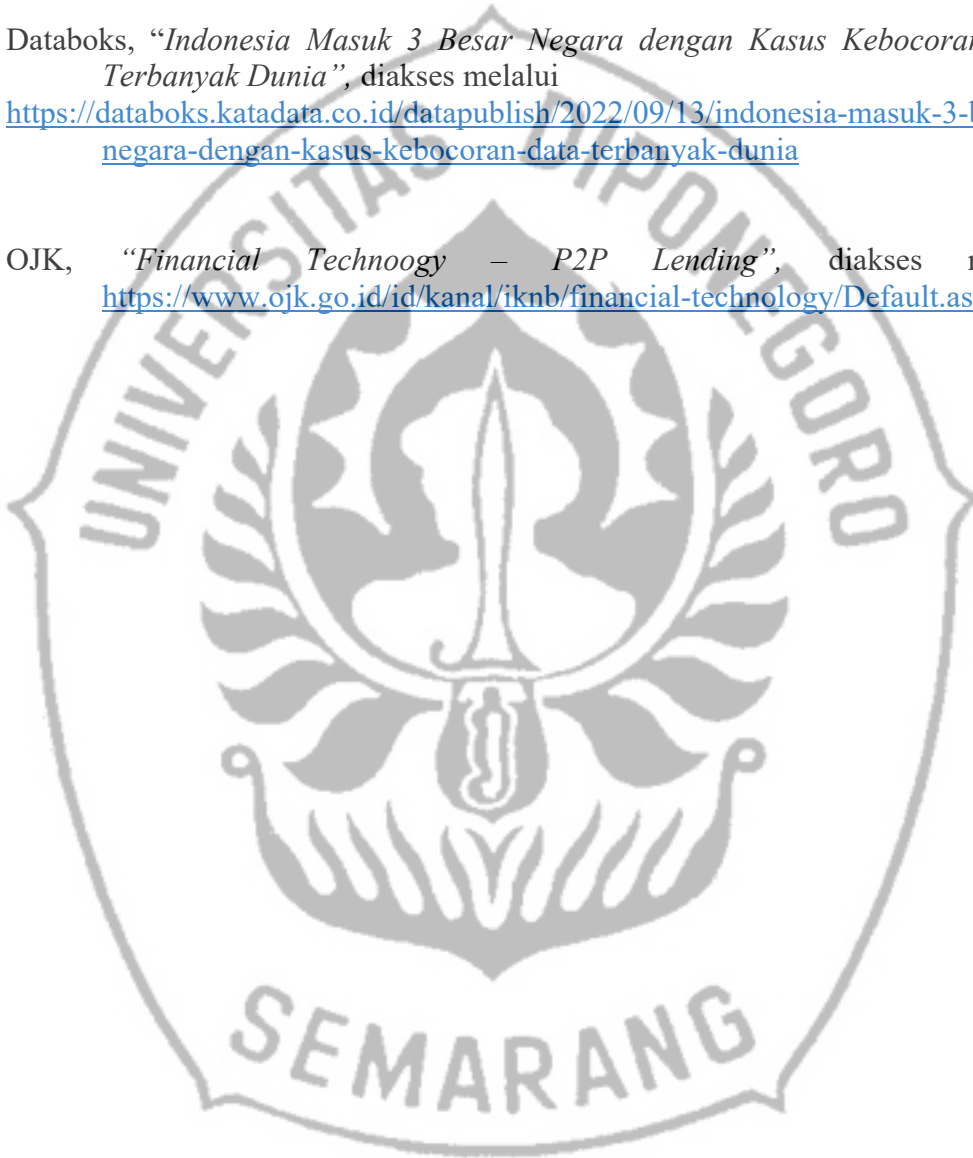 Databoks, “Indonesia Masuk 3 Besar Negara dengan Kasus Kebocoran
Terbanyak Dunia”, diakses melalui
https://databoks.katadata.co.id/datapublish/2022/09/13/indonesia-masuk-3-b
negara-dengan-kasus-kebocoran-data-terbanyak-dunia
OJK, “Financial Technoogy – P2P Lending”, diakses
https://www.ojk.go.id/id/kanal/iknb/financial-technology/Default.as
UNIVERSITAS DIPONEGORO
SEMARANG